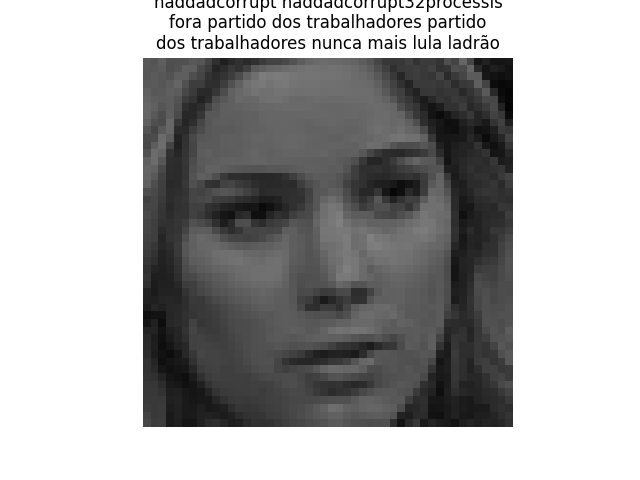 haddadcorrupt haddadcorrupt32processis
fora partido dos trabalhadores partido
dos trabalhadores nunca mais lula ladrão